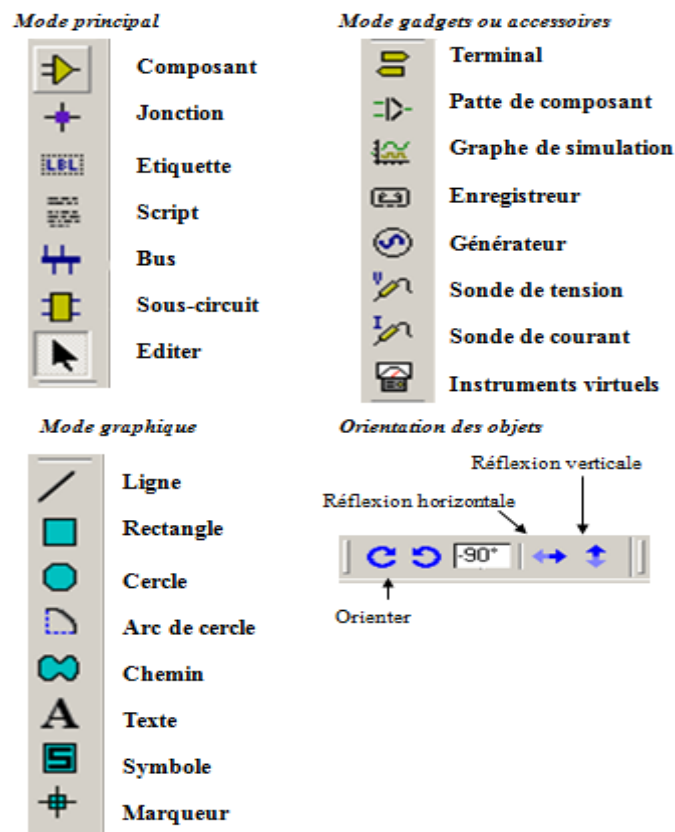 Mode principal
Composant
Jonction
LBL
Etiquette
Script
Bus
Sous-circuit
Editer
Mode gadgets ou accessoires
Terminal
Patte de composant
Graphe de simulation
Enregistreur
Générateur
V
Sonde de tension
I
Sonde de courant
Instruments virtuels
Mode graphique
Ligne
Rectangle
Cercle
Arc de cercle
Chemin
A
Texte
S
Symbole
Marqueur
Orientation des objets
Réflexion verticale
Réflexion horizontale
-90°
Orienter